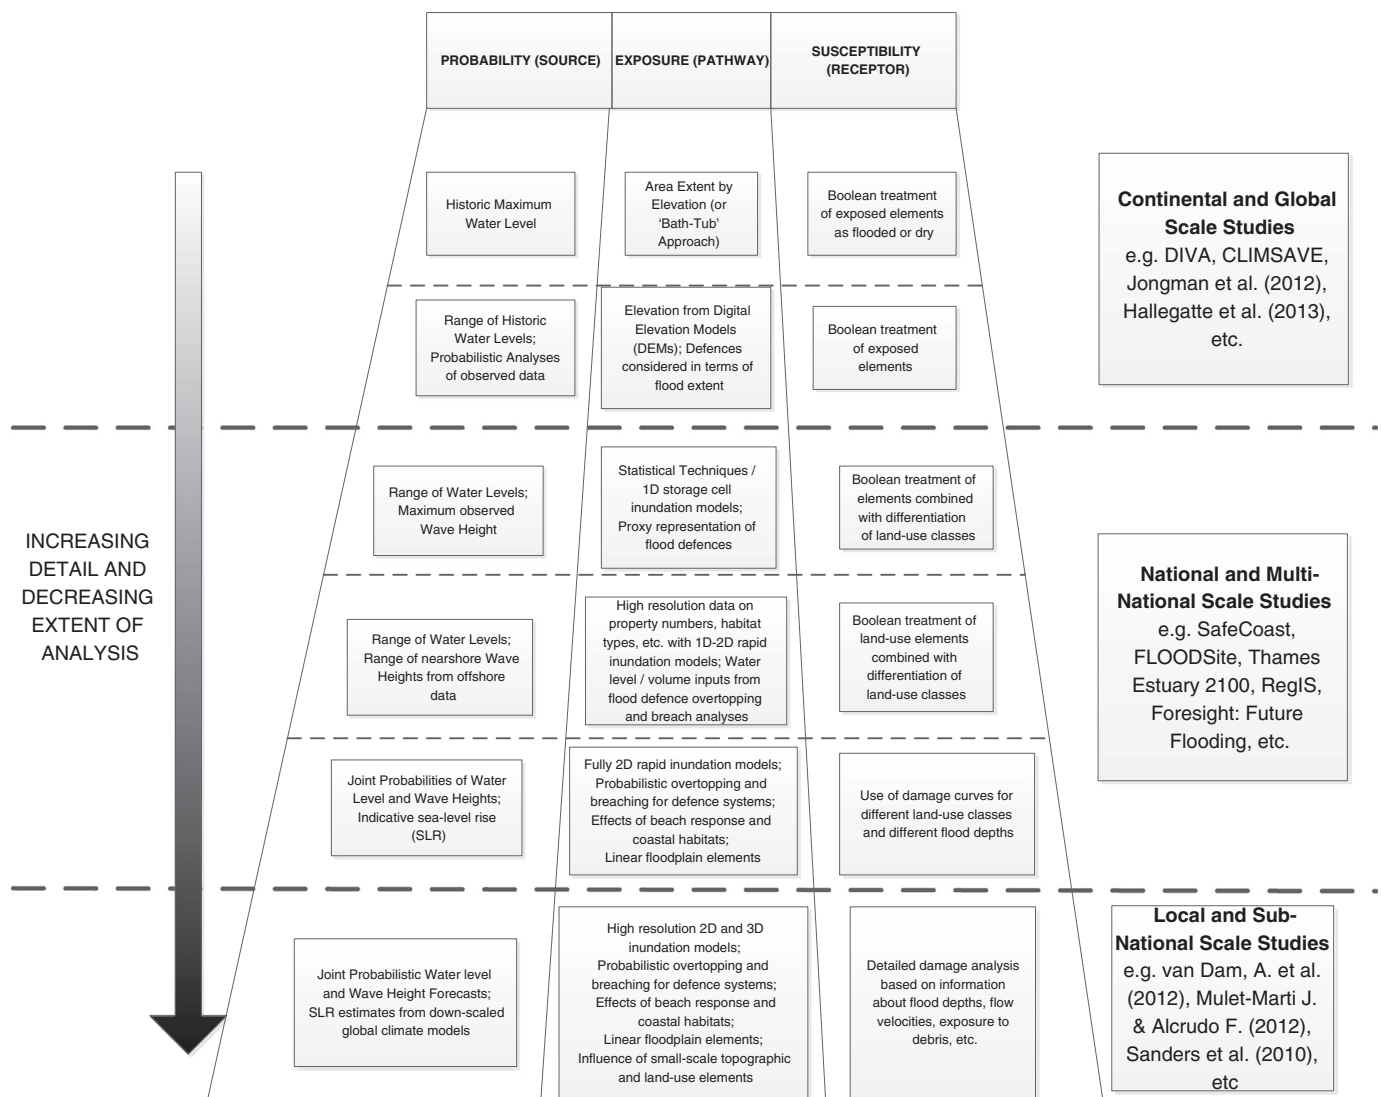 PROBABILITY (SOURCE)
EXPOSURE (PATHWAY)
SUSCEPTIBILITY
(RECEPTOR)
Historic Maximum
Water Level
Area Extent by
Elevation (or
‘Bath-Tub’
Approach)
Boolean treatment
of exposed elements
as flooded or dry
Range of Historic
Water Levels;
Probabilistic Analyses
of observed data
Elevation from Digital
Elevation Models
(DEMs); Defences
considered in terms of
flood extent
Boolean treatment
of exposed
elements
Continental and Global
Scale Studies
e.g. DIVA, CLIMSAVE,
Jongman et al. (2012),
Hallegatte et al. (2013),
etc.
INCREASING
DETAIL AND
DECREASING
EXTENT OF
ANALYSIS
Range of Water Levels;
Maximum observed
Wave Height
Statistical Techniques /
1D storage cell
inundation models;
Proxy representation of
flood defences
Boolean treatment of
elements combined
with differentiation
of land-use classes
Range of Water Levels;
Range of nearshore Wave
Heights from offshore
data
High resolution data on
property numbers, habitat
types, etc. with 1D-2D rapid
inundation models; Water
level / volume inputs from
flood defence overtopping
and breach analyses
Boolean treatment of
land-use elements
combined with
differentiation of
land-use classes
Joint Probabilities of Water
Level and Wave Heights;
Indicative sea-level rise
(SLR)
Fully 2D rapid inundation models;
Probabilistic overtopping and
breaching for defence systems;
Effects of beach response and
coastal habitats;
Linear floodplain elements
Use of damage curves for
different land-use classes
and different flood depths
National and Multi-
National Scale Studies
e.g. SafeCoast,
FLOODSite, Thames
Estuary 2100, RegIS,
Foresight: Future
Flooding, etc.
Joint Probabilistic Water level
and Wave Height Forecasts;
SLR estimates from down-scaled
global climate models
High resolution 2D and 3D
inundation models;
Probabilistic overtopping and
breaching for defence systems;
Effects of beach response and
coastal habitats;
Linear floodplain elements;
Influence of small-scale topographic
and land-use elements
Detailed damage analysis
based on information
about flood depths, flow
velocities, exposure to
debris, etc.
Local and Sub-
National Scale Studies
e.g. van Dam, A. et al.
(2012), Mulet-Marti J.
& Alcrudo F. (2012),
Sanders et al. (2010),
etc